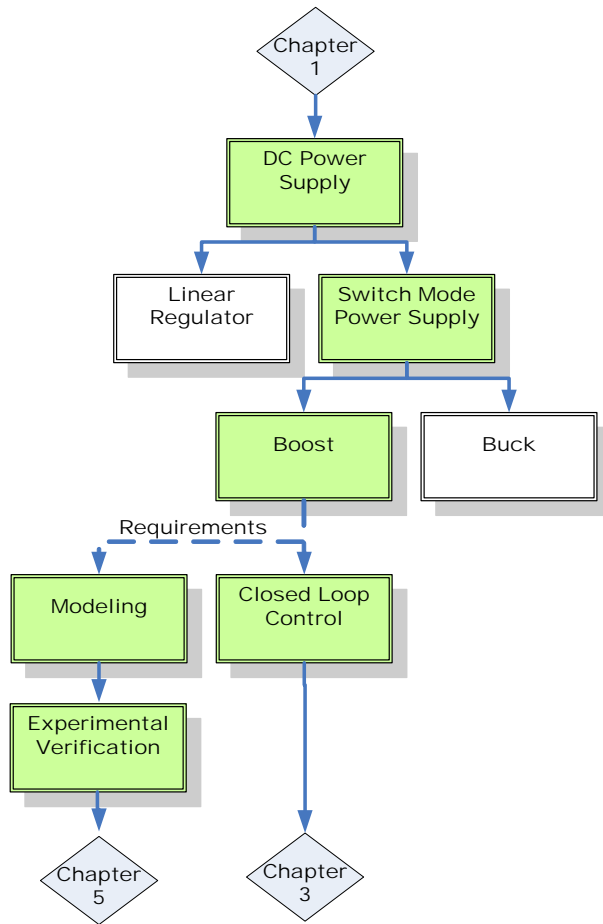 Chapter
1
DC Power
Supply
Linear
Regulator
Switch Mode
Power Supply
Boost
Buck
Requirements
Modeling
Closed Loop
Control
Experimental
Verification
Chapter
5
Chapter
3